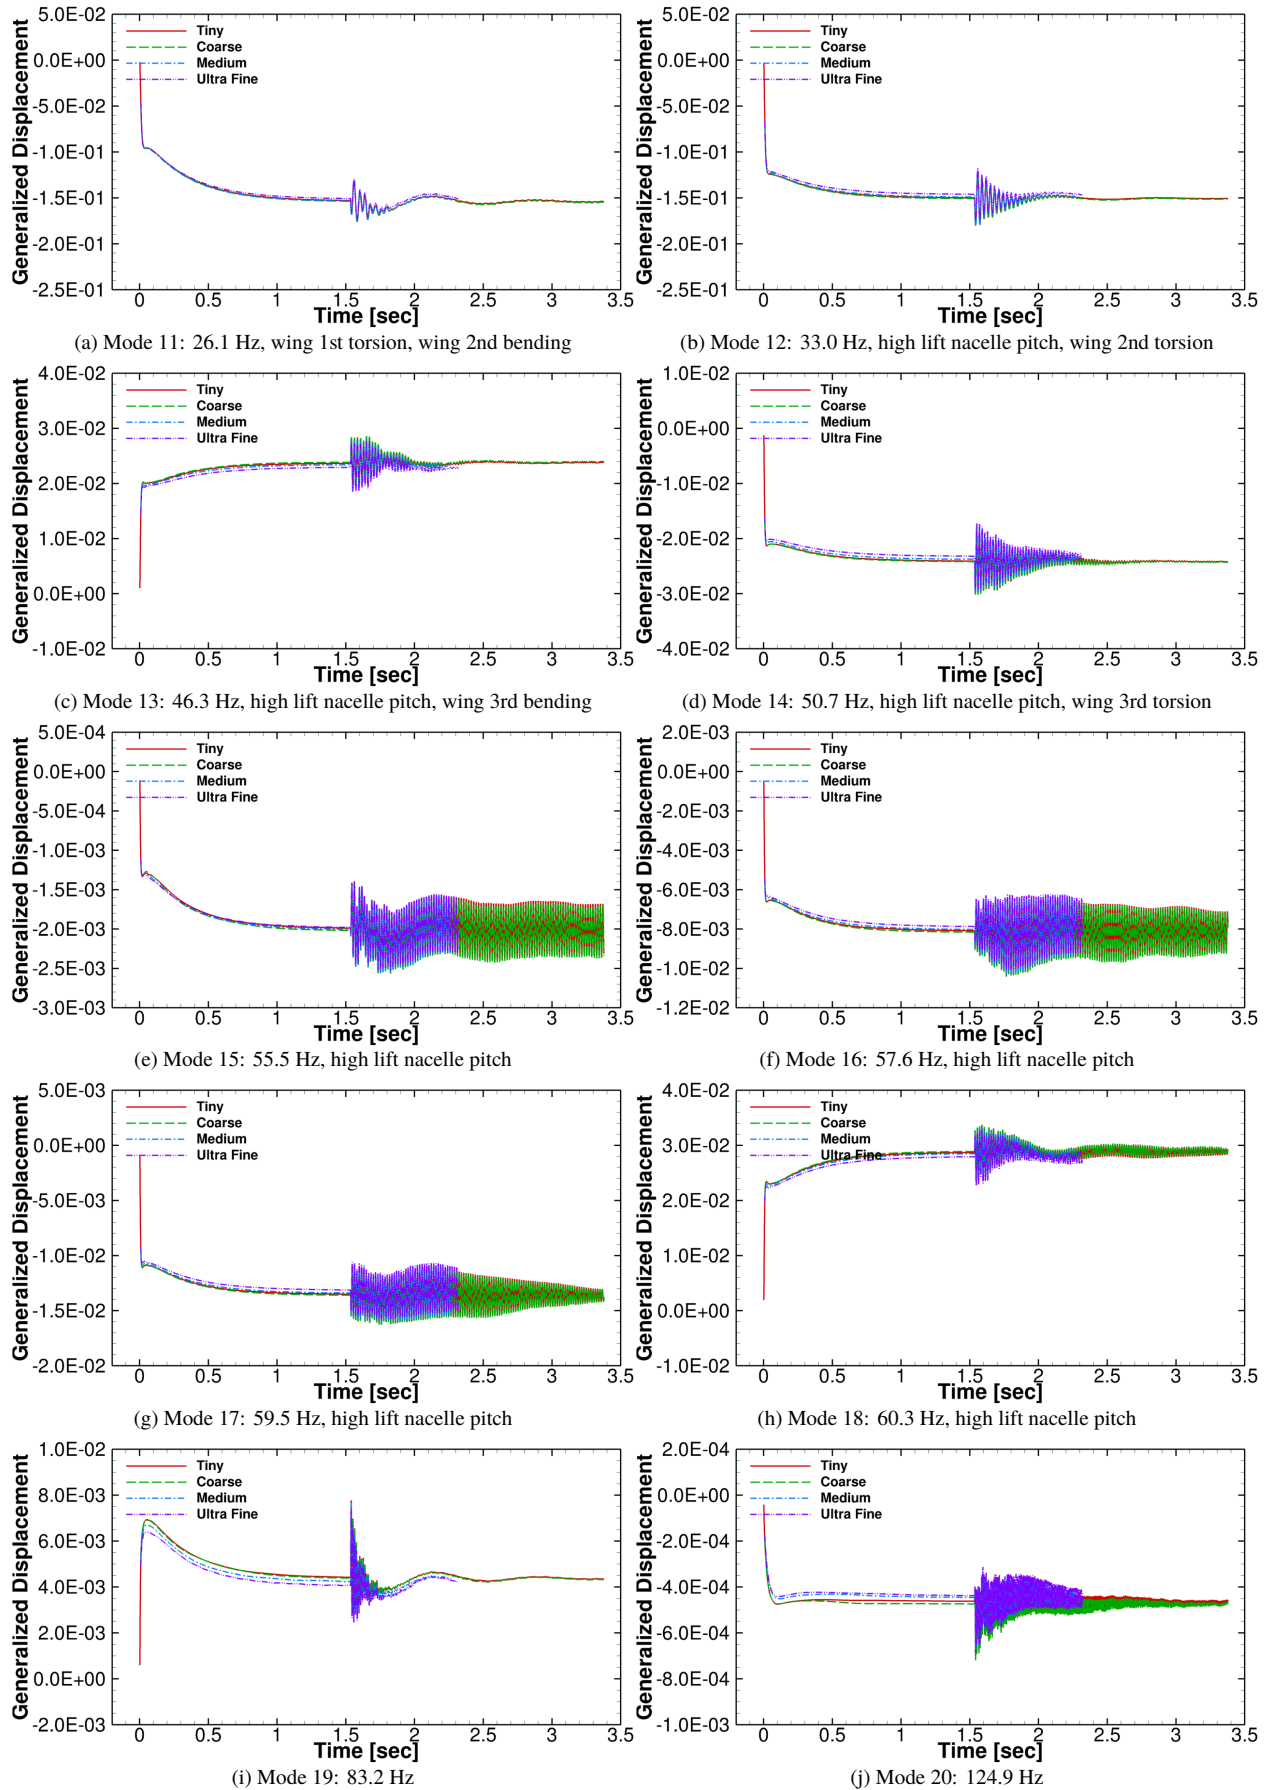 5.0E-02
0.0E+00
5.0E-02
-1.0E-01
-1.5E-01
-2.0E-01
-2.5E-01
Generalized Displacement
Tiny
Coarse
Medium
Ultra Fine
0 0.5 1 1.5 2 2.5 3 3.5
Time [sec]
(a) Mode 11: 26.1 Hz, wing 1st torsion, wing 2nd bending
5.0E-02
0.0E+00
5.0E-02
-1.0E-01
-1.5E-01
-2.0E-01
-2.5E-01
Generalized Displacement
Tiny
Coarse
Medium
Ultra Fine
0 0.5 1 1.5 2 2.5 3 3.5
Time [sec]
(b) Mode 12: 33.0 Hz, high lift nacelle pitch, wing 2nd torsion
4.0E-02
3.0E-02
2.0E-02
1.0E-02
0.0E+00
-1.0E-02
Generalized Displacement
Tiny
Coarse
Medium
Ultra Fine
0 0.5 1 1.5 2 2.5 3 3.5
Time [sec]
(c) Mode 13: 46.3 Hz, high lift nacelle pitch, wing 3rd bending
1.0E-02
0.0E+00
-1.0E-02
-2.0E-02
-3.0E-02
-4.0E-02
Generalized Displacement
Tiny
Coarse
Medium
Ultra Fine
0 0.5 1 1.5 2 2.5 3 3.5
Time [sec]
(d) Mode 14: 50.7 Hz, high lift nacelle pitch, wing 3rd torsion
5.0E-04
0.0E+00
-5.0E-04
-1.0E-03
-1.5E-03
-2.0E-03
-2.5E-03
-3.0E-03
Generalized Displacement
Tiny
Coarse
Medium
Ultra Fine
0 0.5 1 1.5 2 2.5 3 3.5
Time [sec]
(e) Mode 15: 55.5 Hz, high lift nacelle pitch
2.0E-03
0.0E+00
-2.0E-03
-4.0E-03
-6.0E-03
-8.0E-03
-1.0E-02
-1.2E-02
Generalized Displacement
Tiny
Coarse
Medium
Ultra Fine
0 0.5 1 1.5 2 2.5 3 3.5
Time [sec]
(f) Mode 16: 57.6 Hz, high lift nacelle pitch
5.0E-03
0.0E+00
-5.0E-03
-1.0E-02
-1.5E-02
-2.0E-02
Generalized Displacement
Tiny
Coarse
Medium
Ultra Fine
0 0.5 1 1.5 2 2.5 3 3.5
Time [sec]
(g) Mode 17: 59.5 Hz, high lift nacelle pitch
4.0E-02
3.0E-02
2.0E-02
1.0E-02
0.0E+00
-1.0E-02
Generalized Displacement
Tiny
Coarse
Medium
Ultra Fine
0 0.5 1 1.5 2 2.5 3 3.5
Time [sec]
(h) Mode 18: 60.3 Hz, high lift nacelle pitch
1.0E-02
8.0E-03
6.0E-03
4.0E-03
2.0E-03
0.0E+00
-2.0E-03
Generalized Displacement
Tiny
Coarse
Medium
Ultra Fine
0 0.5 1 1.5 2 2.5 3 3.5
Time [sec]
(i) Mode 19: 83.2 Hz
2.0E-04
0.0E+00
-2.0E-04
-4.0E-04
-6.0E-04
-8.0E-04
-1.0E-03
Generalized Displacement
Tiny
Coarse
Medium
Ultra Fine
0 0.5 1 1.5 2 2.5 3 3.5
Time [sec]
(j) Mode 20: 124.9 Hz